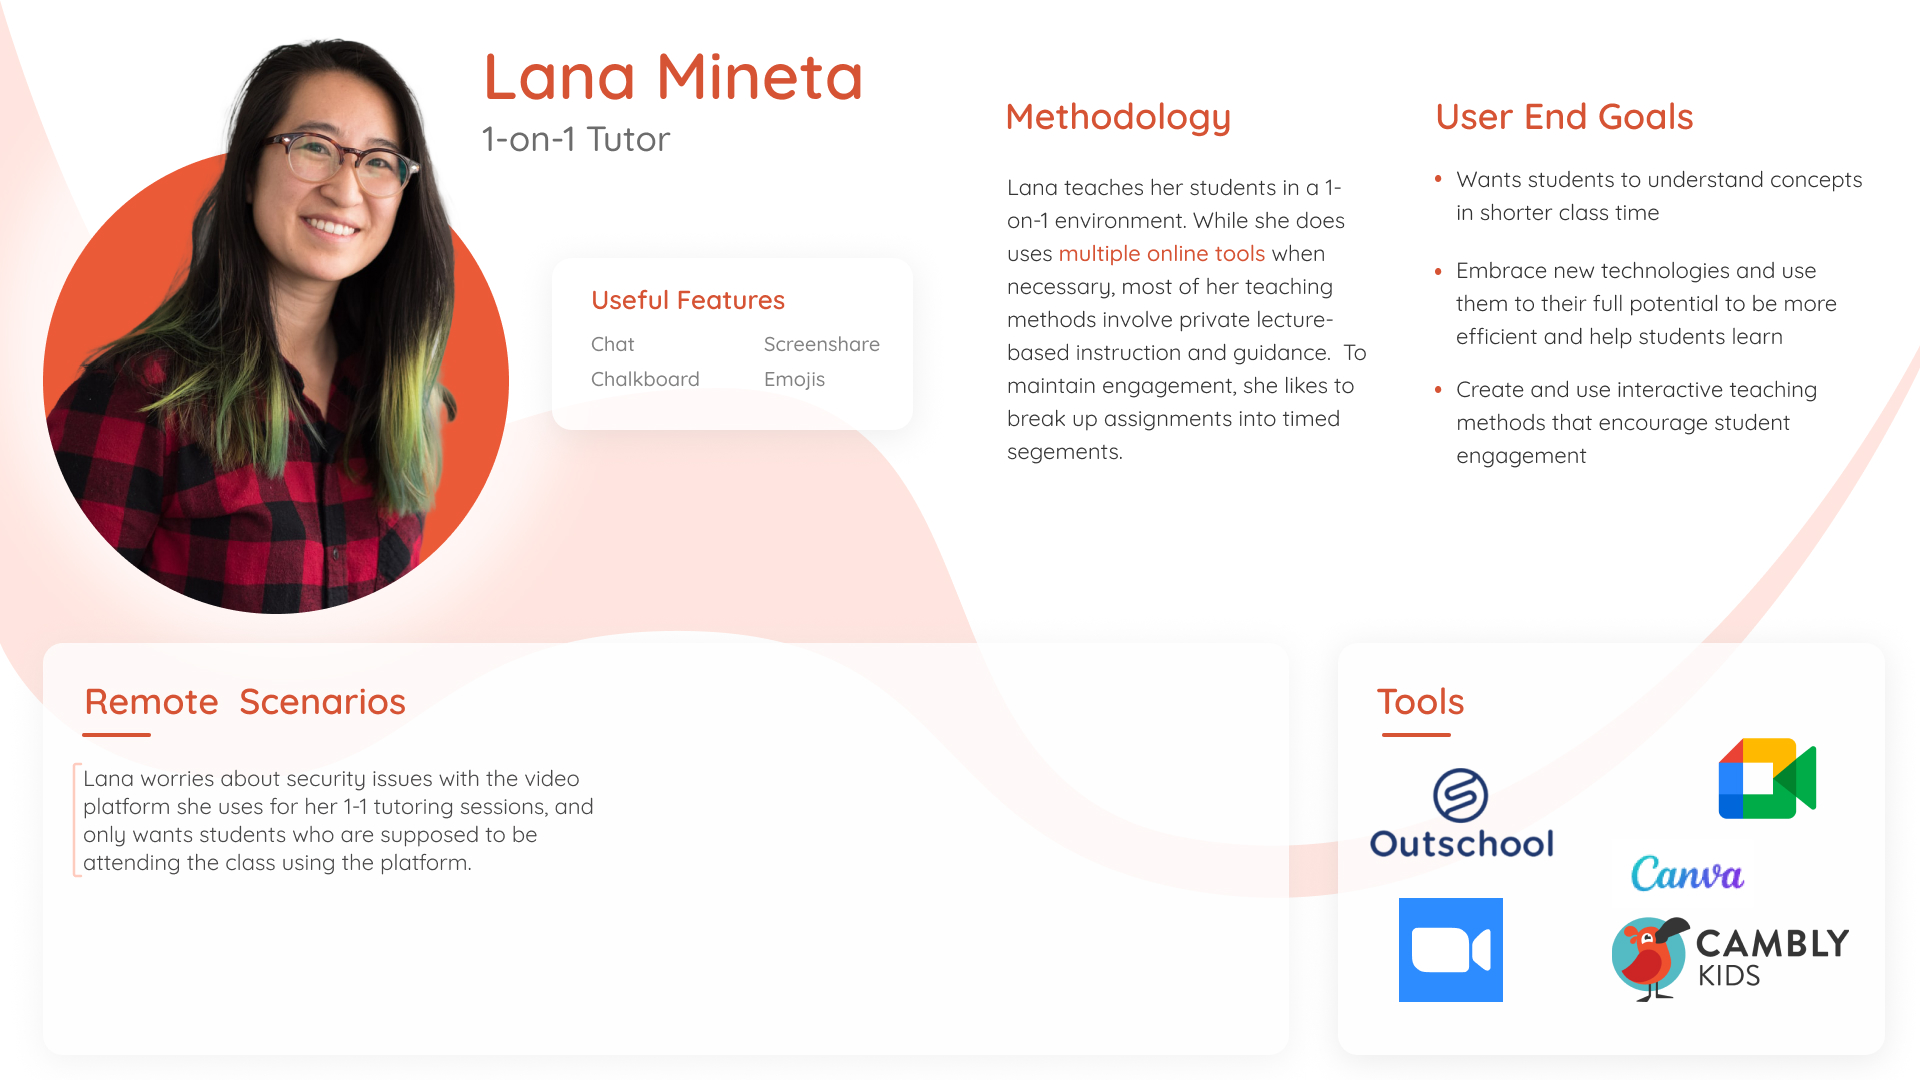 Lana Mineta
1-on-1 Tutor
Useful Features
Chat
Screenshare
Chalkboard
Emojis
Methodology
Lana teaches her students in a 1-
on-1 environment. While she does
uses multiple online tools when
necessary, most of her teaching
methods involve private lecture-
based instruction and guidance.  To
maintain engagement, she likes to
break up assignments into timed
segements.
User End Goals
• Wants students to understand concepts
in shorter class time
• Embrace new technologies and use
them to their full potential to be more
efficient and help students learn
• Create and use interactive teaching
methods that encourage student
engagement
Remote  Scenarios
Lana worries about security issues with the video
platform she uses for her 1-1 tutoring sessions, and
only wants students who are supposed to be
attending the class using the platform.
Tools
Outschool
Canva
CAMBLY
KIDS